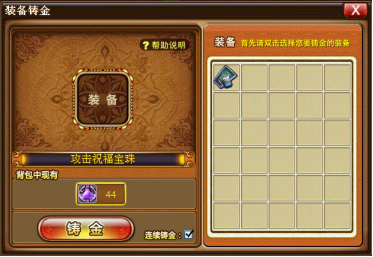 装备铸金
X
? 帮助说明
装备
攻击祝福宝珠
背包中现有
44
铸金
连续铸金:
装备 首先请双击选择您要铸金的装备